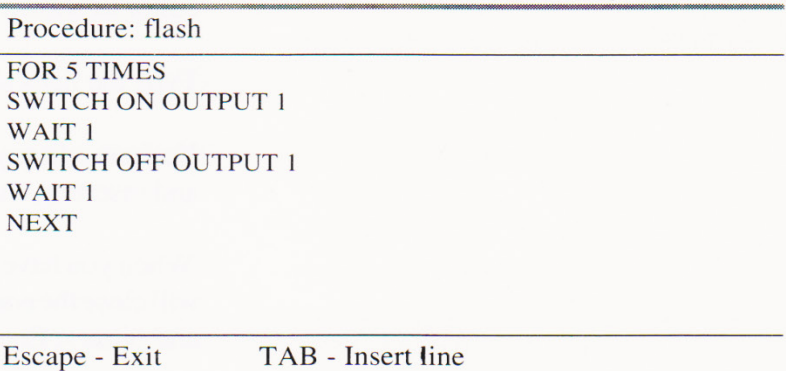 Procedure: flash
FOR 5 TIMES
SWITCH ON OUTPUT 1
WAIT 1
SWITCH OFF OUTPUT 1
WAIT 1
NEXT
Escape - Exit TAB - Insert line